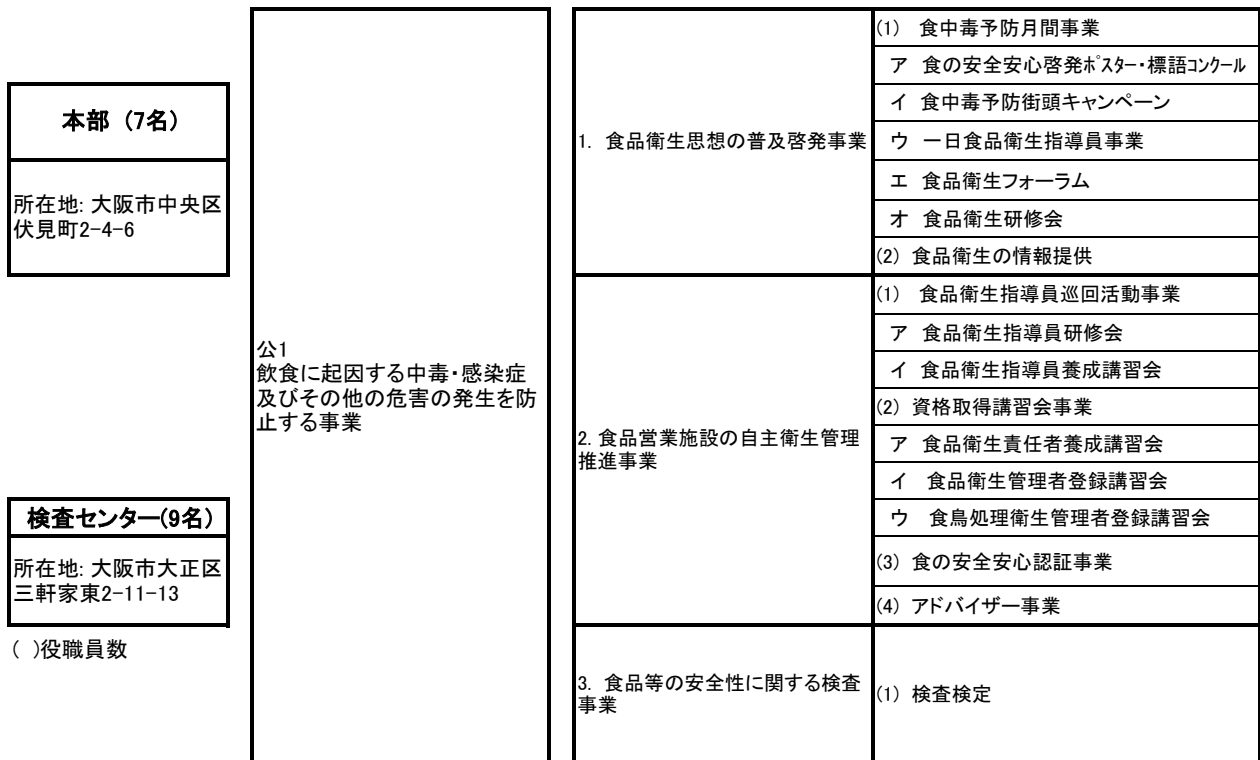 本部 (7名)
所在地: 大阪市中央区
伏見町2-4-6
検査センター(9名)
所在地: 大阪市大正区
三軒家東2-11-13
( )役職員数
公1
飲食に起因する中毒・感染症
及びその他の危害の発生を防
止する事業
1. 食品衛生思想の普及啓発事業
(1) 食中毒予防月間事業
ア 食の安全安心啓発ﾎﾟｽﾀｰ・標語ｺﾝｸｰﾙ
イ 食中毒予防街頭キャンペーン
ウ 一日食品衛生指導員事業
エ 食品衛生フォーラム
オ 食品衛生研修会
(2) 食品衛生の情報提供
2. 食品営業施設の自主衛生管理
推進事業
(1) 食品衛生指導員巡回活動事業
ア 食品衛生指導員研修会
イ 食品衛生指導員養成講習会
(2) 資格取得講習会事業
ア 食品衛生責任者養成講習会
イ 食品衛生管理者登録講習会
ウ 食鳥処理衛生管理者登録講習会
(3) 食の安全安心認証事業
(4) アドバイザー事業
3. 食品等の安全性に関する検査
事業
(1) 検査検定